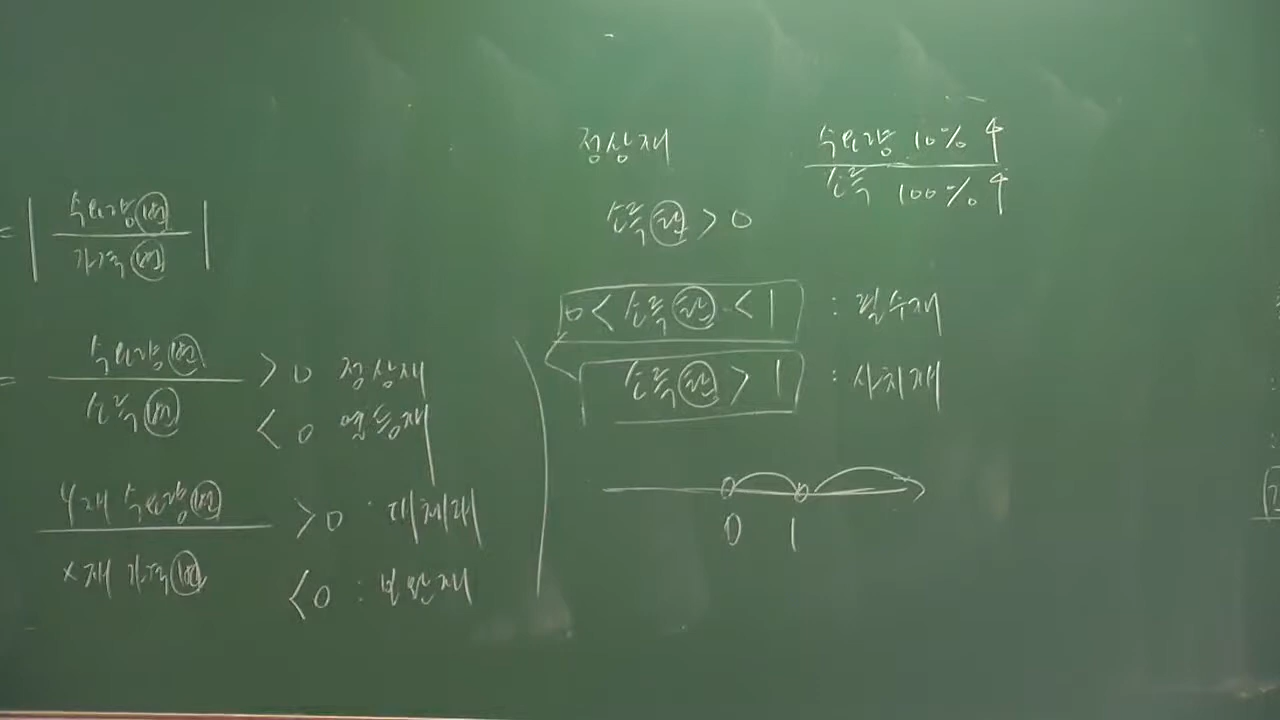 = | 수요량 변 / 가격 변 |
= 수요량 변 / 소득 변 > 0 정상재
< 0 열등재
Y재 수요량 변 / X재 가격 변 > 0 : 대체재
< 0 : 보완재
정상재
소득 탄 > 0
0 < 소득 탄 < 1 : 필수재
소득 탄 > 1 : 사치재
0 1
수요량 10% ↑
소득 100% ↑